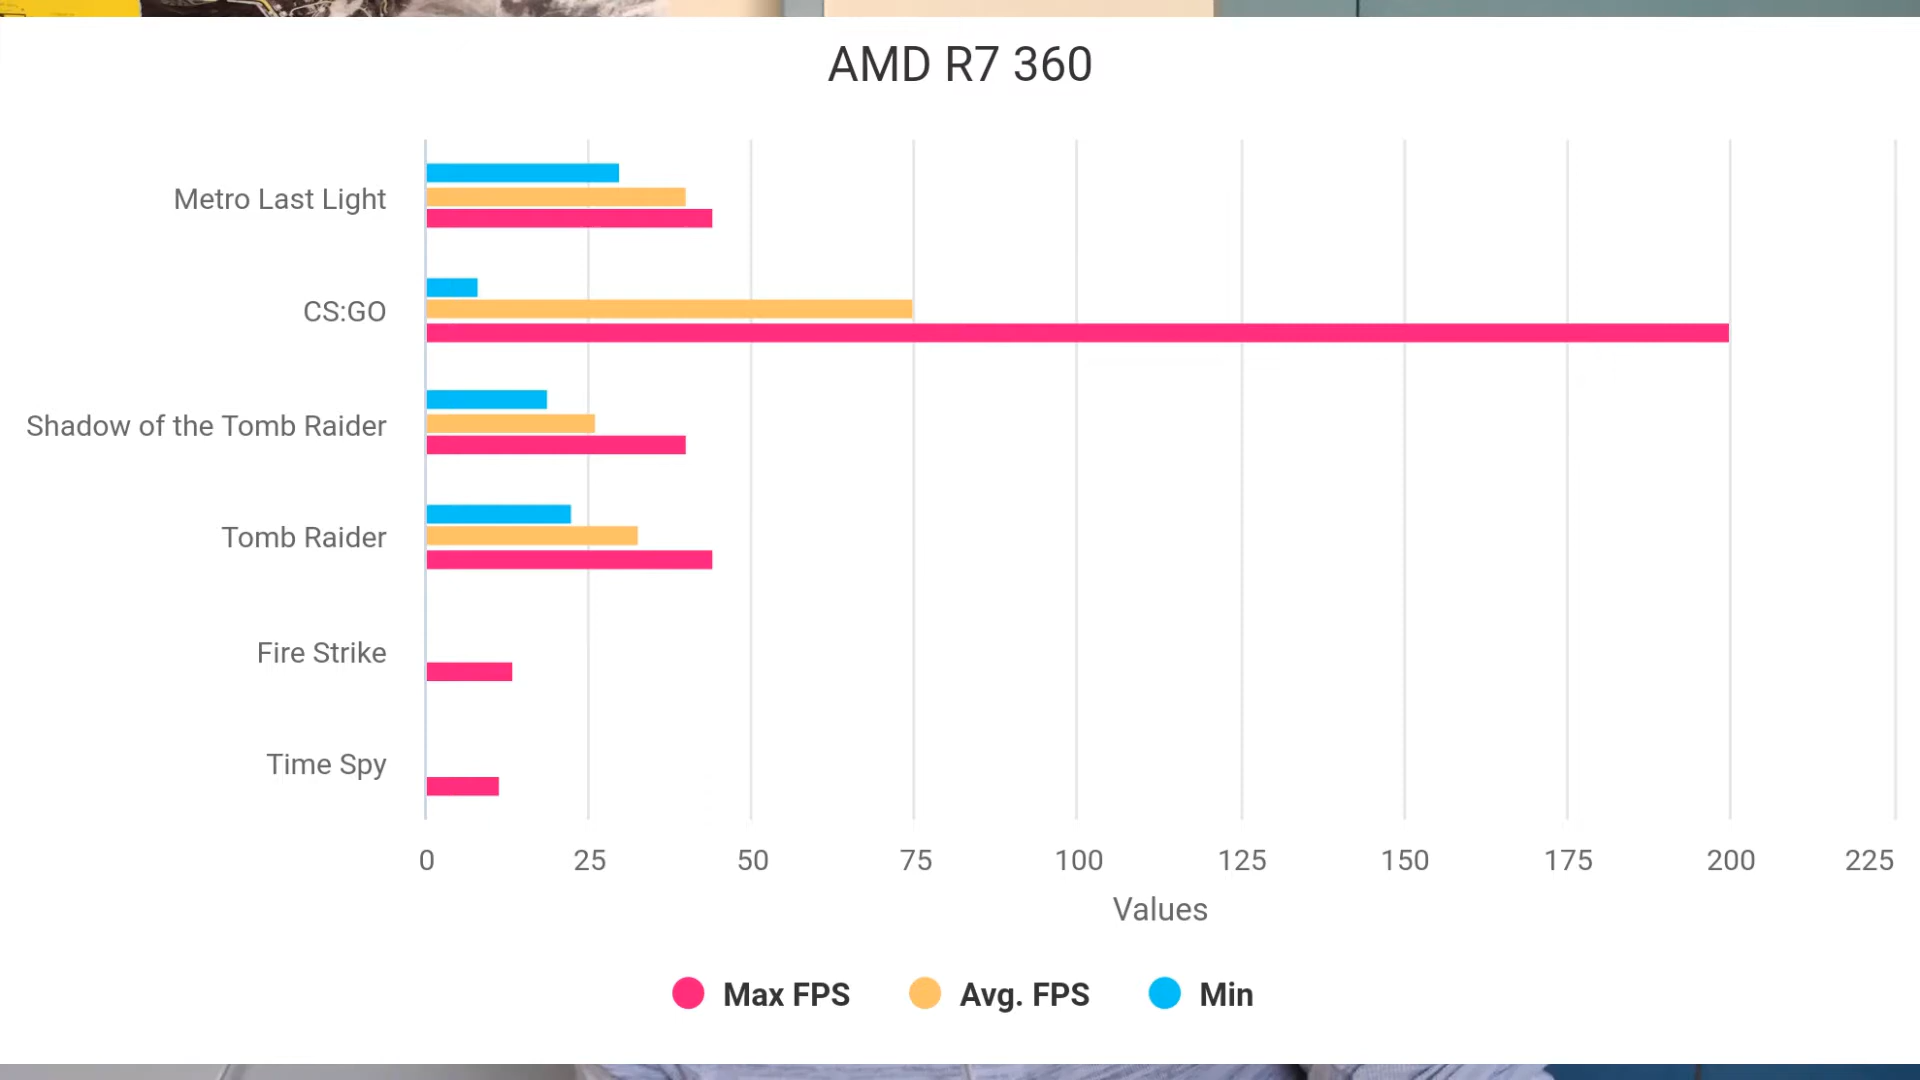 AMD R7 360
Metro Last Light
CS:GO
Shadow of the Tomb Raider
Tomb Raider
Fire Strike
Time Spy
0 25 50 75 100 125 150 175 200 225
Values
Max FPS Avg. FPS Min